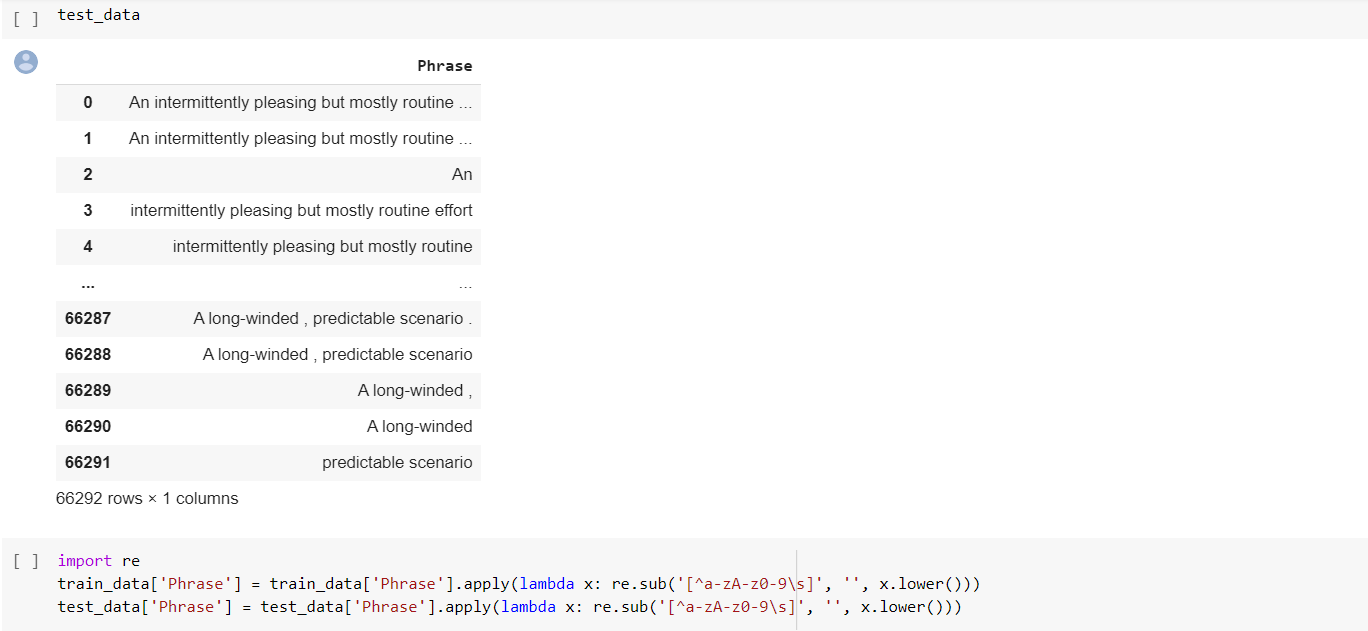 [ ] test_data
Phrase
0 An intermittently pleasing but mostly routine ...
1 An intermittently pleasing but mostly routine ...
2 An
3 intermittently pleasing but mostly routine effort
4 intermittently pleasing but mostly routine
... ...
66287 A long-winded , predictable scenario .
66288 A long-winded , predictable scenario
66289 A long-winded ,
66290 A long-winded
66291 predictable scenario
66292 rows × 1 columns
[ ] import re
train_data['Phrase'] = train_data['Phrase'].apply(lambda x: re.sub('[^a-zA-z0-9\s]', '', x.lower()))
test_data['Phrase'] = test_data['Phrase'].apply(lambda x: re.sub('[^a-zA-z0-9\s]', '', x.lower()))